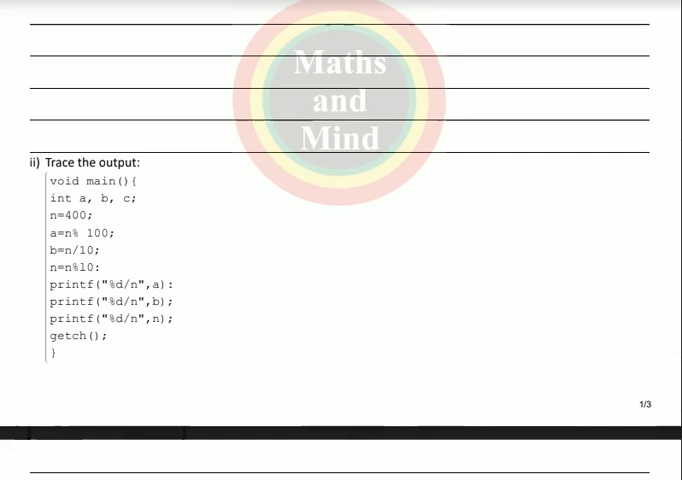 Maths
and
Mind
ii) Trace the output:
void main(){
int a, b, c;
n=400;
a=n% 100;
b=n/10;
n=n%10:
printf("%d/n",a):
printf("%d/n",b);
printf("%d/n",n);
getch();
}
1/3